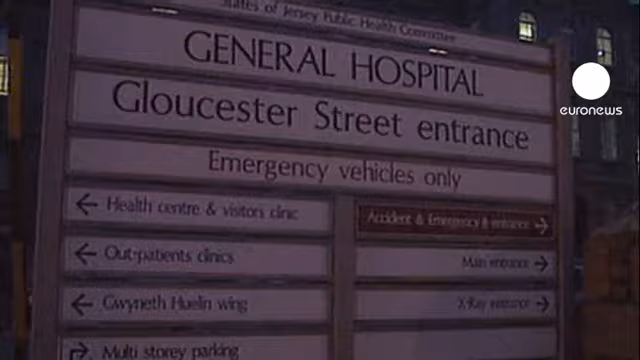 States of Jersey Public Health Committee
GENERAL HOSPITAL
Gloucester Street entrance
Emergency vehicles only
← Health centre & visitors clinic
← Out-patients clinics
← Gwyneth Huelin wing
Multi storey parking
Accident & Emergency & entrance →
Main entrance →
X-Ray entrance →
euronews